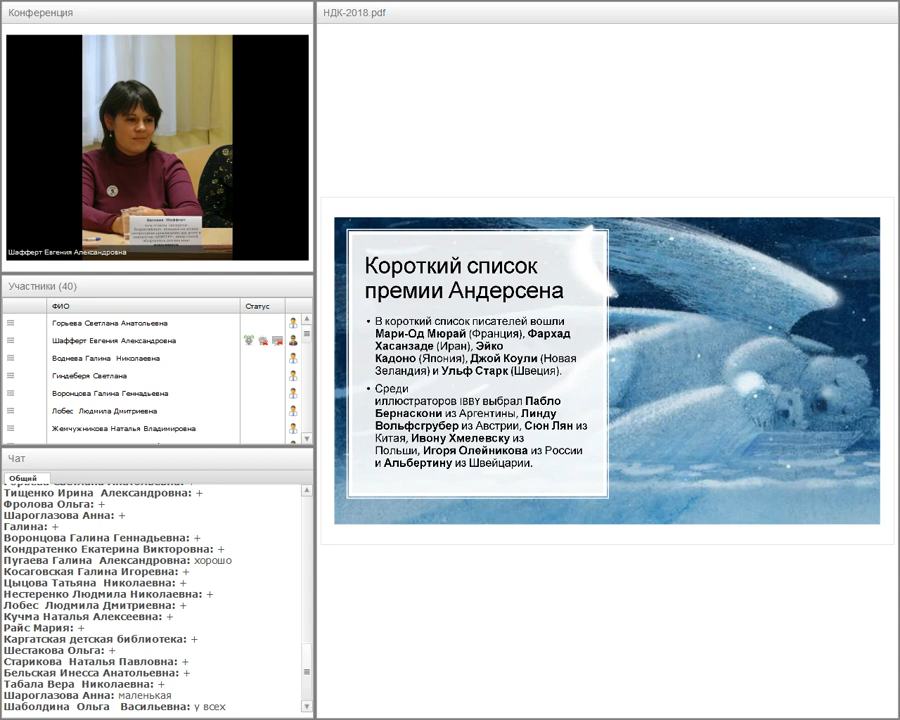 Конференция
Шафферт Евгения Александровна
Участники (40)
ФИО
Статус
Горьева Светлана Анатольевна
Шафферт Евгения Александровна
Воднева Галина Николаевна
Гиндеберя Светлана
Воронцова Галина Геннадьевна
Лобес Людмила Дмитриевна
Жемчужникова Наталья Владимировна
Чат
Общий
Тищенко Ирина Александровна: +
Фролова Ольга: +
Шароглазова Анна: +
Галина: +
Воронцова Галина Геннадьевна: +
Кондратенко Екатерина Викторовна: +
Пугаева Галина Александровна: хорошо
Косаговская Галина Игоревна: +
Цыцова Татьяна Николаевна: +
Нестеренко Людмила Николаевна: +
Лобес Людмила Дмитриевна: +
Кучма Наталья Алексеевна: +
Райс Мария: +
Каргатская детская библиотека: +
Шестакова Ольга: +
Старикова Наталья Павловна: +
Бельская Инесса Анатольевна: +
Табала Вера Николаевна: +
Шароглазова Анна: маленькая
Шаболдина Ольга Васильевна: у всех
НДК-2018.pdf
Короткий список
премии Андерсена
• В короткий список писателей вошли
Мари-Од Мюрай (Франция), Фархад
Хасанзаде (Иран), Эйко
Кадоно (Япония), Джой Коули (Новая
Зеландия) и Ульф Старк (Швеция).
• Среди
иллюстраторов IBBY выбрал Пабло
Бернаскони из Аргентины, Линду
Вольфсгрубер из Австрии, Сюн Лян из
Китая, Ивону Хмелевску из
Польши, Игоря Олейникова из России
и Альбертину из Швейцарии.